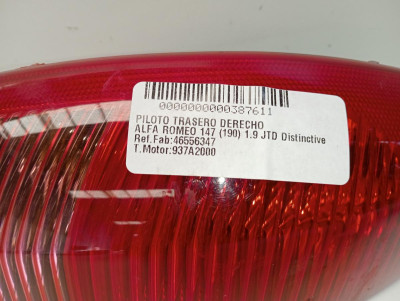 0000000000387611
PILOTO TRASERO DERECHO
ALFA ROMEO 147 (190) 1.9 JTD Distinctive
Ref.Fab:46556347
T.Motor:937A2000